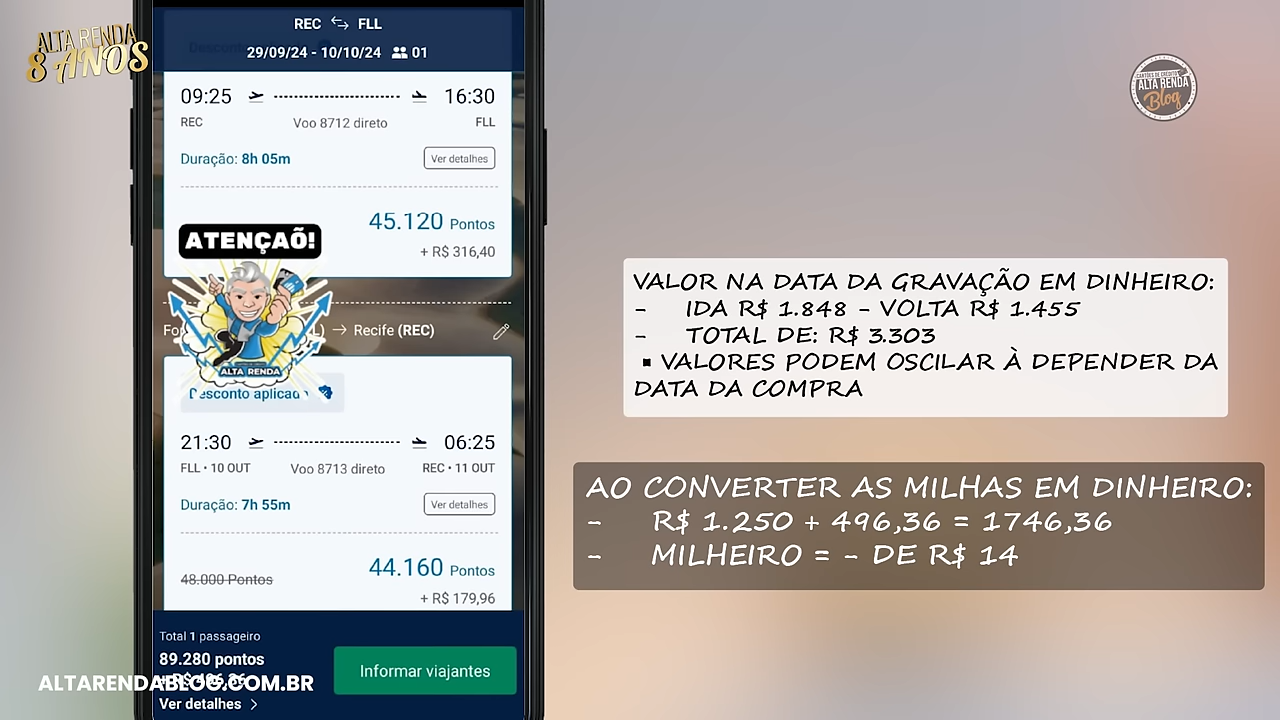 ALTA RENDA
8 ANOS
REC FLL
29/09/24 - 10/10/24 01
CARTÕES DE CRÉDITO
ALTA RENDA
Blog
09:25 16:30
REC Voo 8712 direto FLL
Duração: 8h 05m Ver detalhes
45.120 Pontos
+ R$ 316,40
ATENÇAÕ!
ALTA RENDA
→ Recife (REC)
Desconto aplicado
21:30 06:25
FLL • 10 OUT Voo 8713 direto REC • 11 OUT
Duração: 7h 55m Ver detalhes
48.000 Pontos 44.160 Pontos
+ R$ 179,96
Total 1 passageiro
89.280 pontos
Informar viajantes
ALTARENDABLOG.COM.BR
Ver detalhes
VALOR NA DATA DA GRAVAÇÃO EM DINHEIRO:
- IDA R$ 1.848 - VOLTA R$ 1.455
- TOTAL DE: R$ 3.303
▪ VALORES PODEM OSCILAR À DEPENDER DA
DATA DA COMPRA
AO CONVERTER AS MILHAS EM DINHEIRO:
- R$ 1.250 + 496,36 = 1746,36
- MILHEIRO = - DE R$ 14